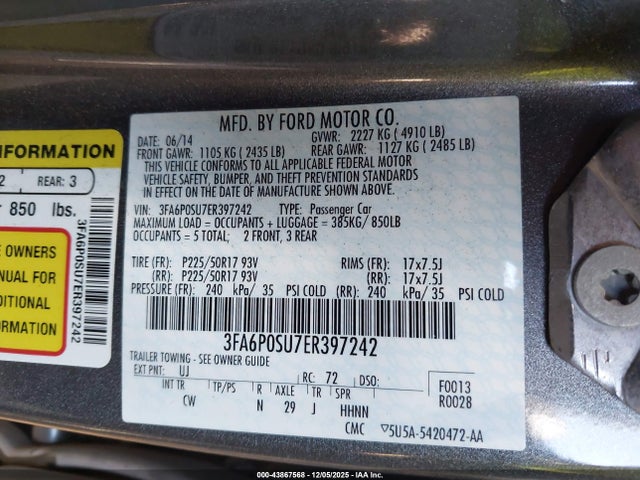 INFORMATION
2 REAR: 3
850 lbs.
OWNERS
MANUAL FOR
ADDITIONAL
INFORMATION
3FA6P0SU7ER397242
MFD. BY FORD MOTOR CO.
DATE: 06/14 GVWR: 2227 KG ( 4910 LB)
FRONT GAWR: 1105 KG ( 2435 LB) REAR GAWR: 1127 KG ( 2485 LB)
THIS VEHICLE CONFORMS TO ALL APPLICABLE FEDERAL MOTOR
VEHICLE SAFETY, BUMPER, AND THEFT PREVENTION STANDARDS
IN EFFECT ON THE DATE OF MANUFACTURE SHOWN ABOVE.
VIN: 3FA6P0SU7ER397242 TYPE: Passenger Car
MAXIMUM LOAD = OCCUPANTS + LUGGAGE = 385KG/ 850LB
OCCUPANTS = 5 TOTAL; 2 FRONT, 3 REAR
TIRE (FR): P225/50R17 93V RIMS (FR): 17x7.5J
(RR): P225/50R17 93V (RR): 17x7.5J
PRESSURE (FR): 240 kPa/ 35 PSI COLD (RR): 240 kPa/ 35 PSI COLD
3FA6P0SU7ER397242
TRAILER TOWING - SEE OWNER GUIDE
EXT PNT: UJ RC: 72 DSO: F0013
INT TR TP/PS R AXLE TR SPR R0028
CW N 29 J HHNN
CMC ▽5U5A-5420472-AA
000-43867568 - 12/05/2025 - IAAI, Inc.